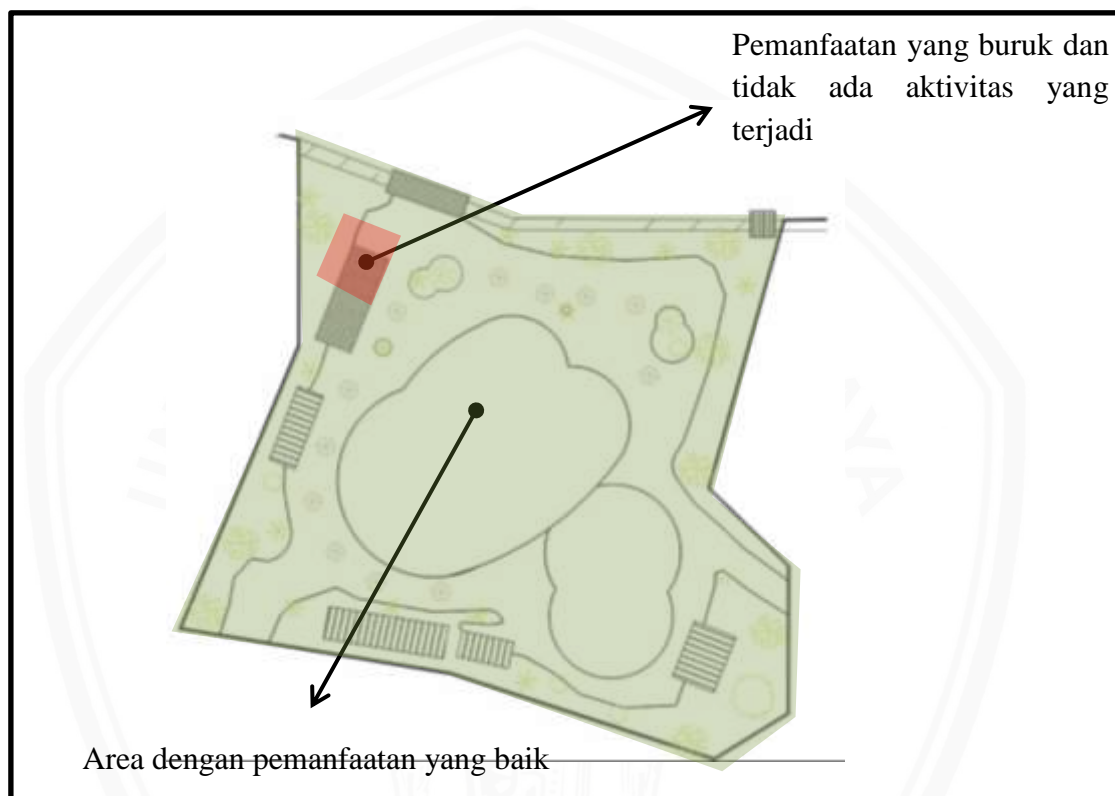 Pemanfaatan yang buruk dan
tidak ada aktivitas yang
terjadi
Area dengan pemanfaatan yang baik